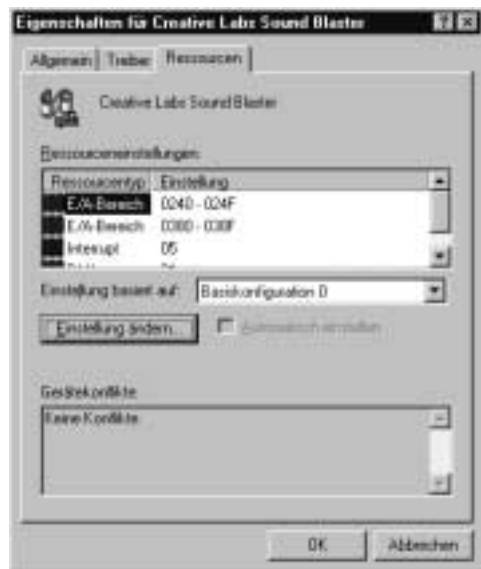 Eigenschaften für Creative Labs Sound Blaster
Allgemein Treiber Ressourcen
Creative Labs Sound Blaster
Ressourceneinstellungen:
Ressourcentyp Einstellung
E/A-Bereich 0240 - 024F
E/A-Bereich 0380 - 038F
Interrupt 05
Einstellung basiert auf: Basiskonfiguration 0
Einstellung ändern... Automatisch einstellen
Gerätekonflikte
Keine Konflikte.
OK Abbrechen